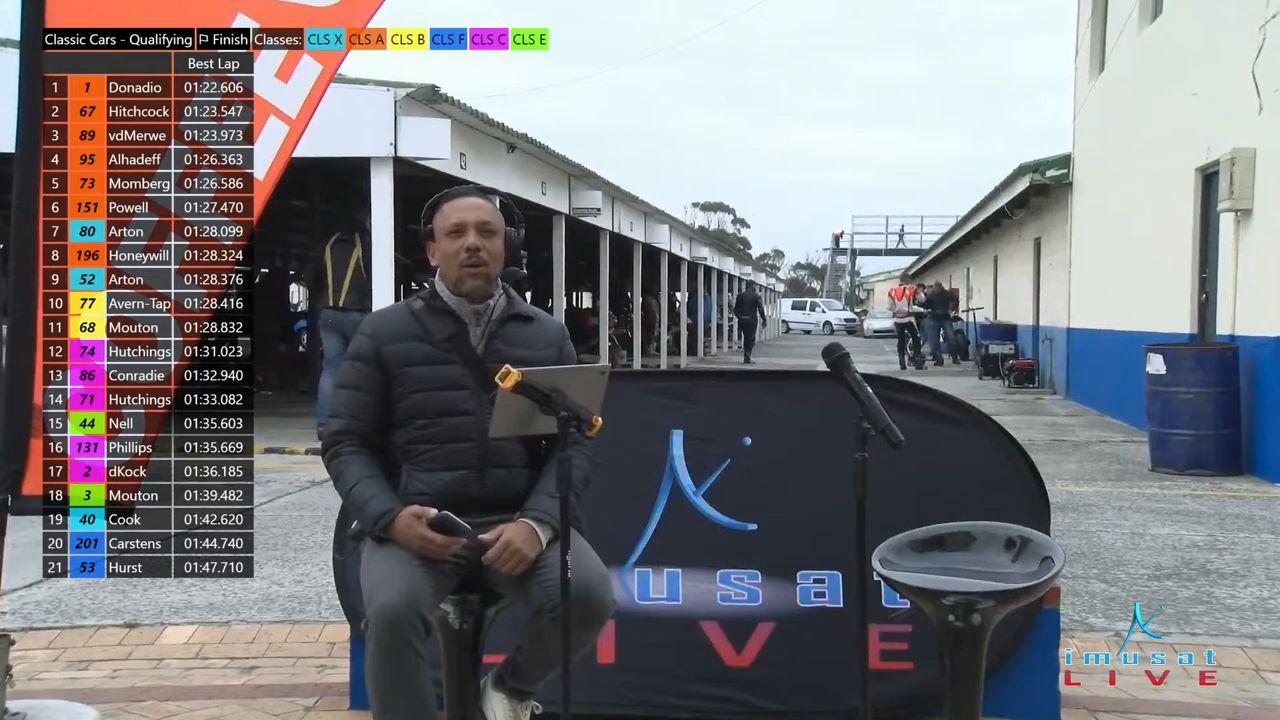 Classic Cars - Qualifying Finish Classes: CLS X CLS A CLS B CLS F CLS C CLS E
Best Lap
1 1 Donadio 01:22.606
2 67 Hitchcock 01:23.547
3 89 vdMerwe 01:23.973
4 95 Alhadeff 01:26.363
5 73 Momberg 01:26.586
6 151 Powell 01:27.470
7 80 Arton 01:28.099
8 196 Honeywill 01:28.324
9 52 Arton 01:28.376
10 77 Avern-Tap 01:28.416
11 68 Mouton 01:28.832
12 74 Hutchings 01:31.023
13 86 Conradie 01:32.940
14 71 Hutchings 01:33.082
15 44 Nell 01:35.603
16 131 Phillips 01:35.669
17 2 dKock 01:36.185
18 3 Mouton 01:39.482
19 40 Cook 01:42.620
20 201 Carstens 01:44.740
21 53 Hurst 01:47.710
usat
LIVE
imusat
LIVE